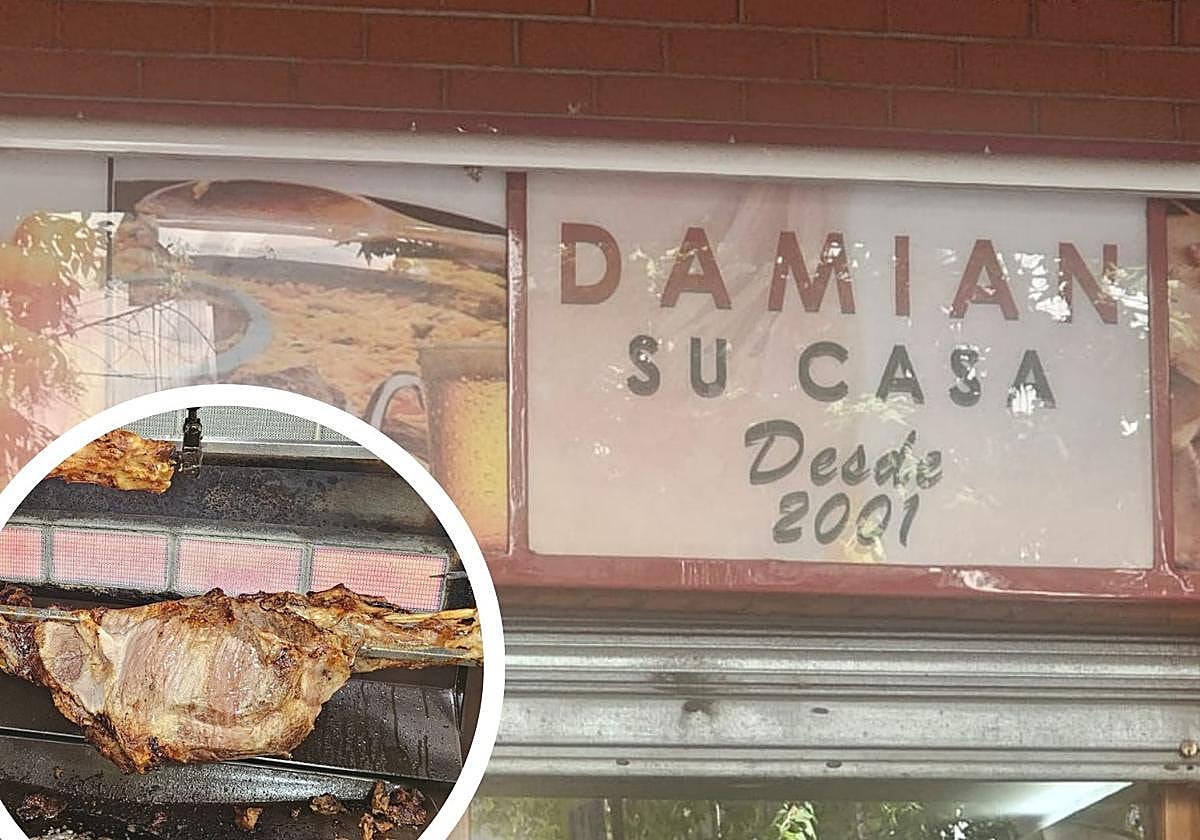 DAMIAN
SU CASA
Desde
2001